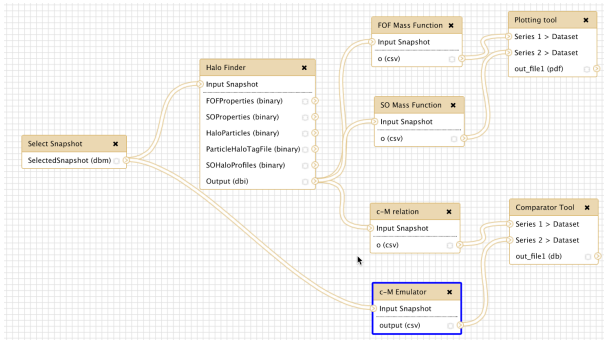 Select Snapshot ✖
SelectedSnapshot (dbm)
Halo Finder ✖
Input Snapshot
FOFProperties (binary)
SOProperties (binary)
HaloParticles (binary)
ParticleHaloTagFile (binary)
SOHaloProfiles (binary)
Output (dbi)
FOF Mass Function ✖
Input Snapshot
o (csv)
SO Mass Function ✖
Input Snapshot
o (csv)
c-M relation ✖
Input Snapshot
o (csv)
c-M Emulator ✖
Input Snapshot
output (csv)
Plotting tool ✖
Series 1 > Dataset
Series 2 > Dataset
out_file1 (pdf)
Comparator Tool ✖
Series 1 > Dataset
Series 2 > Dataset
out_file1 (db)